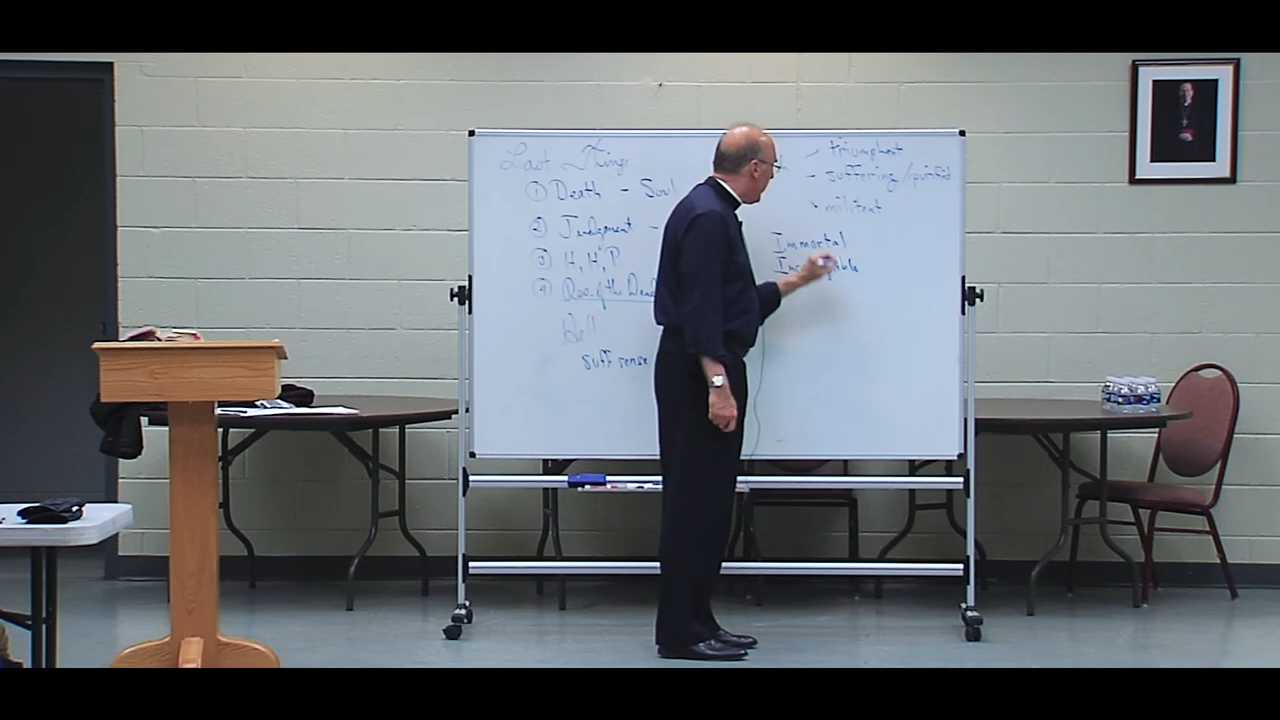 Last Things
① Death - Soul
② Judgment -
③ H, H, P
④ Res. of the Dead
Hell
suff sense
- triumphant
- suffering/purified
- militent
Immortal